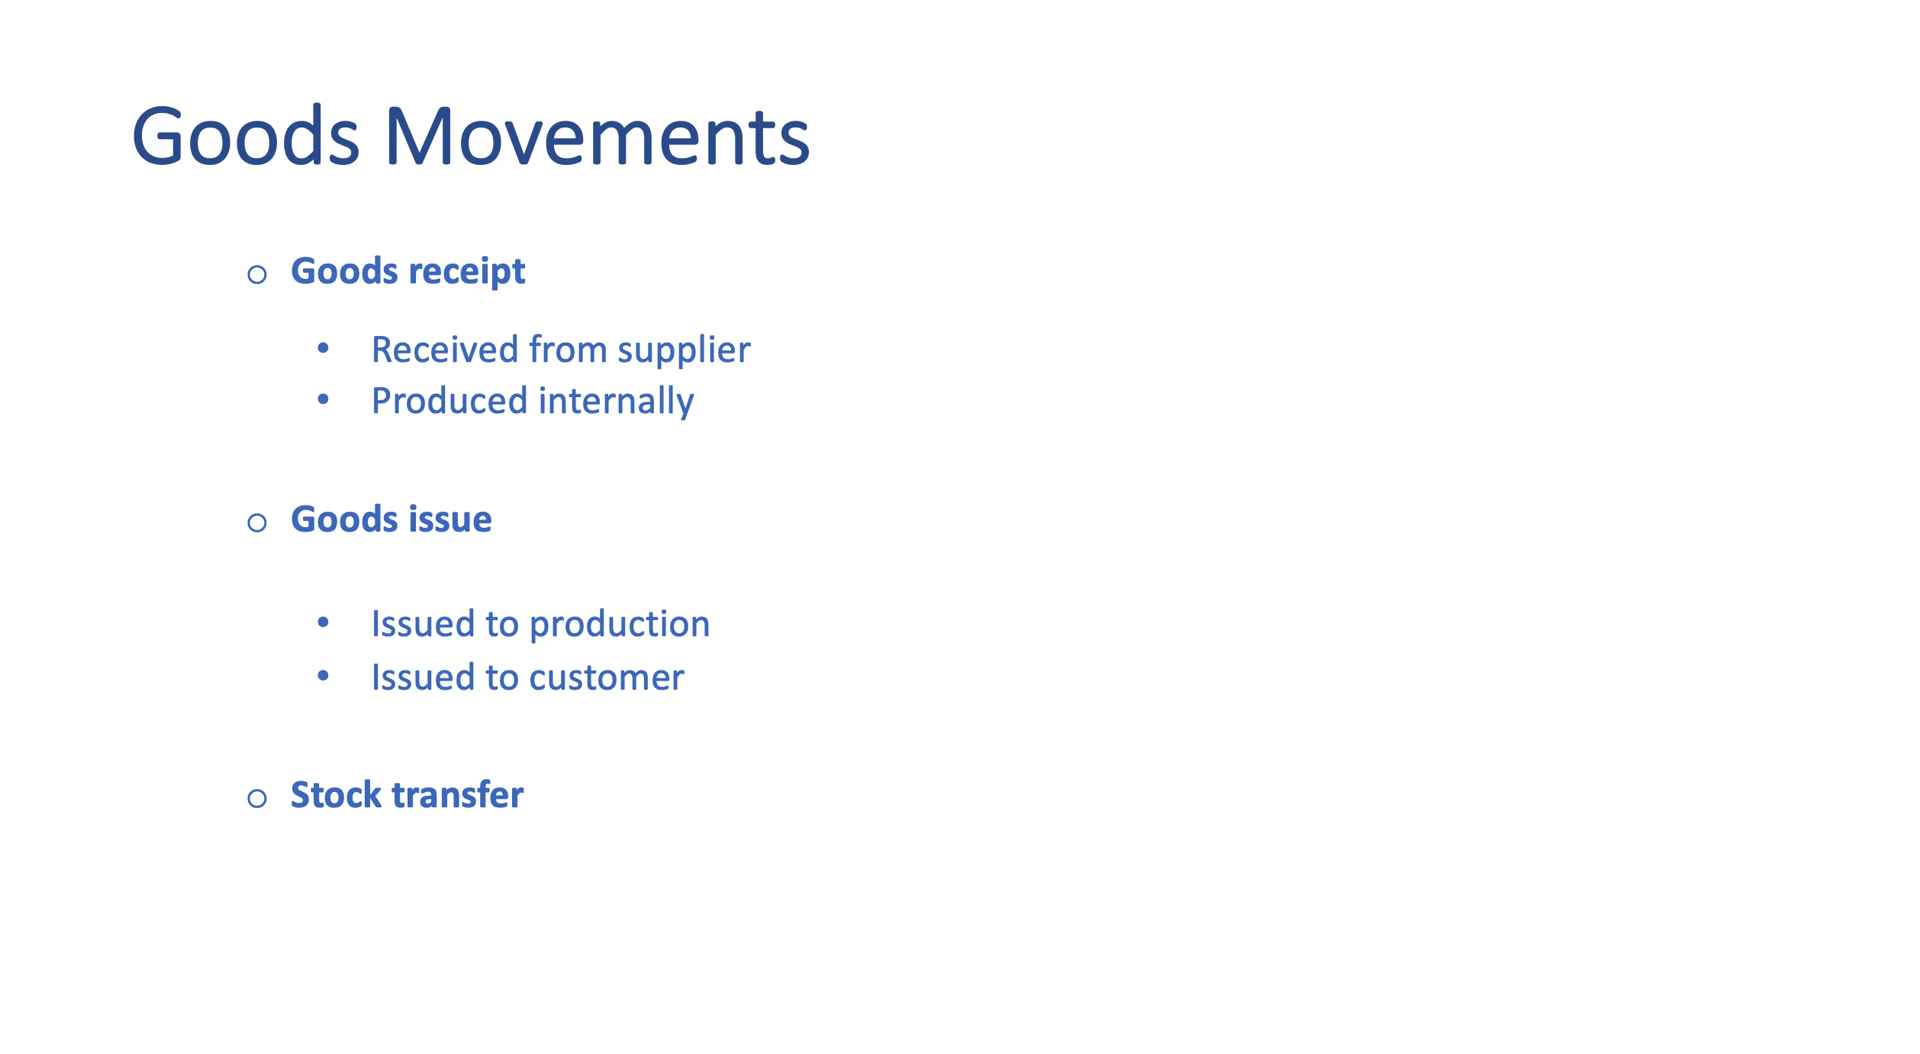 Goods Movements
○ Goods receipt
• Received from supplier
• Produced internally
○ Goods issue
• Issued to production
• Issued to customer
○ Stock transfer